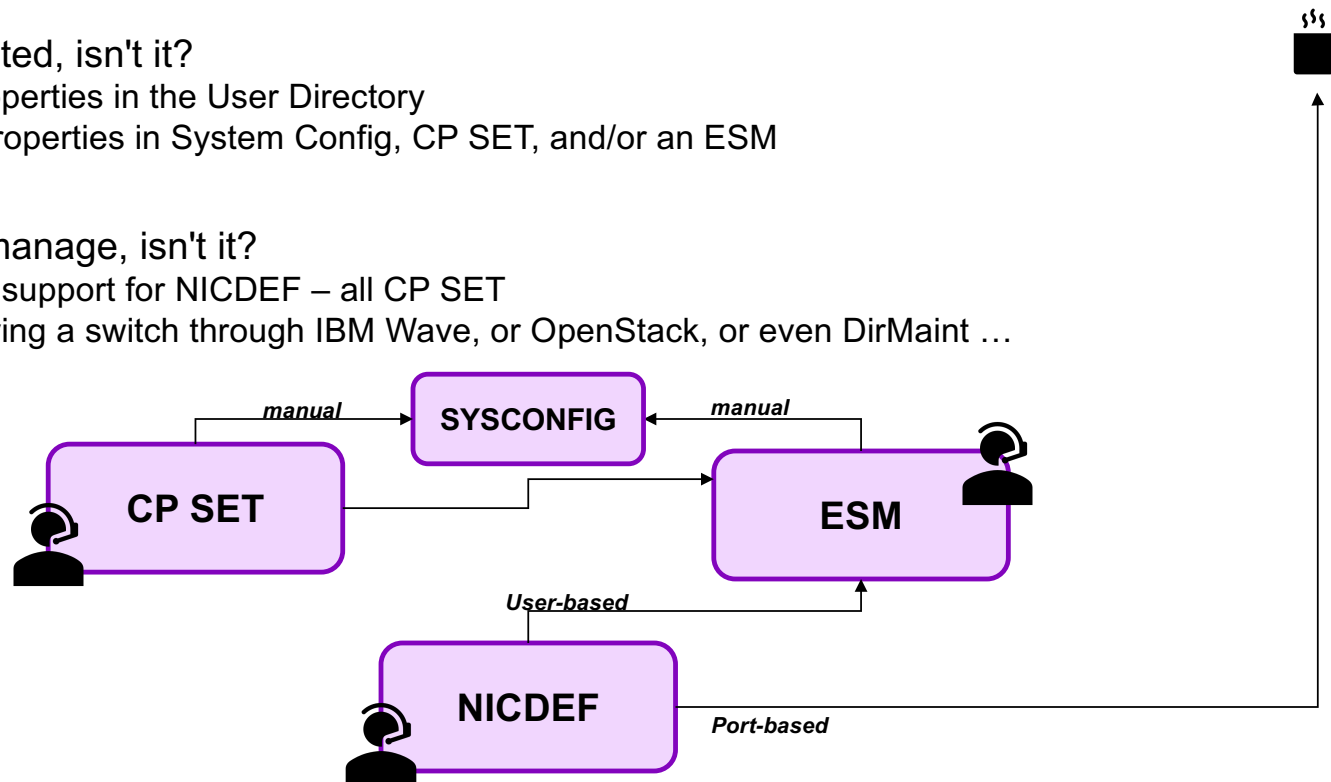 ted, isn't it?
perties in the User Directory
roperties in System Config, CP SET, and/or an ESM
manage, isn't it?
support for NICDEF – all CP SET
ing a switch through IBM Wave, or OpenStack, or even DirMaint …
manual
SYSCONFIG
manual
CP SET
ESM
User-based
NICDEF
Port-based